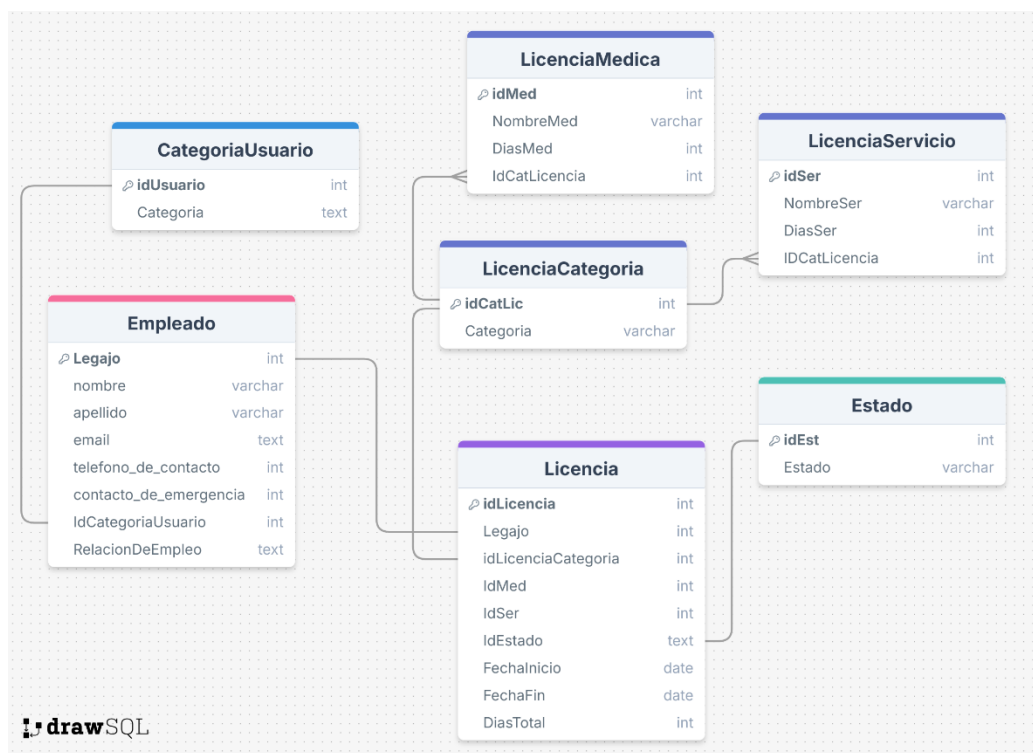 CategoriaUsuario
idUsuario int
Categoria text
Empleado
Legajo int
nombre varchar
apellido varchar
email text
telefono_de_contacto int
contacto_de_emergencia int
IdCategoriaUsuario int
RelacionDeEmpleo text
LicenciaMedica
idMed int
NombreMed varchar
DiasMed int
IdCatLicencia int
LicenciaCategoria
idCatLic int
Categoria varchar
LicenciaServicio
idSer int
NombreSer varchar
DiasSer int
IDCatLicencia int
Estado
idEst int
Estado varchar
Licencia
idLicencia int
Legajo int
idLicenciaCategoria int
IdMed int
IdSer int
IdEstado text
FechaInicio date
FechaFin date
DiasTotal int
drawSQL